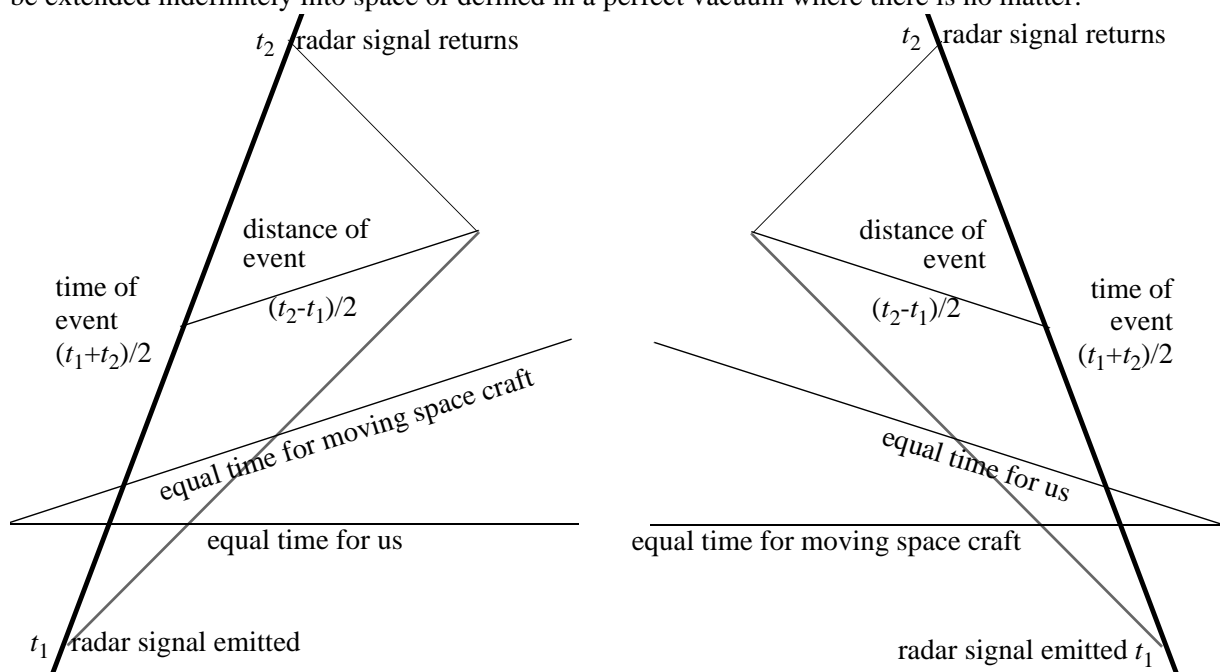 be extended indefinitely into space or defined in a perfect vacuum where there is no matter.
t2 radar signal returns
distance of
event
(t2-t1)/2
time of
event
(t1+t2)/2
equal time for moving space craft
equal time for us
t1 radar signal emitted
t2 radar signal returns
distance of
event
(t2-t1)/2
time of
event
(t1+t2)/2
equal time for us
equal time for moving space craft
radar signal emitted t1